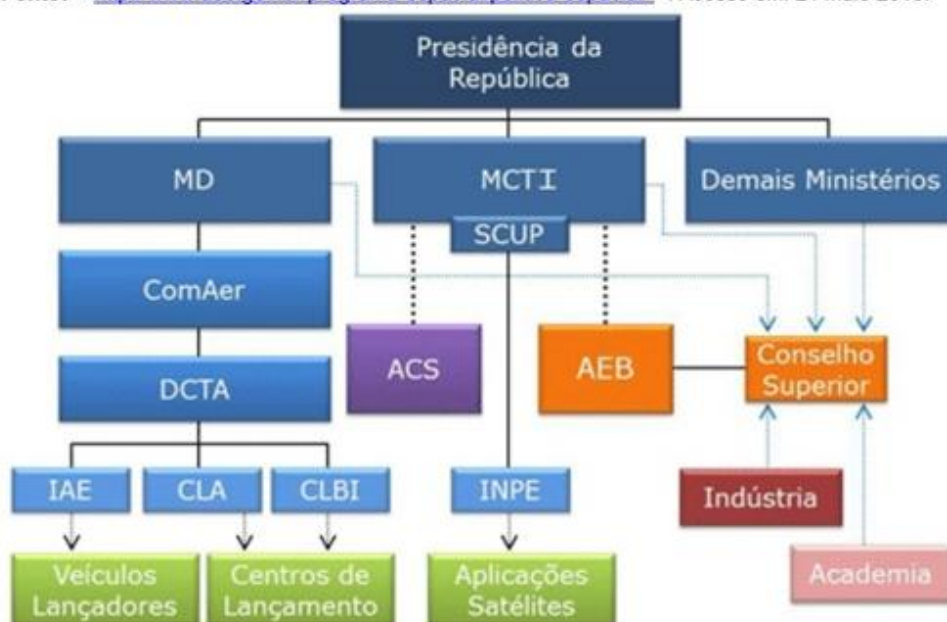 Presidência da
República
MD
MCTI
Demais Ministérios
SCUP
ComAer
ACS
AEB
Conselho
Superior
DCTA
IAE
CLA
CLBI
INPE
Indústria
Veículos
Lançadores
Centros de
Lançamento
Aplicações
Satélites
Academia